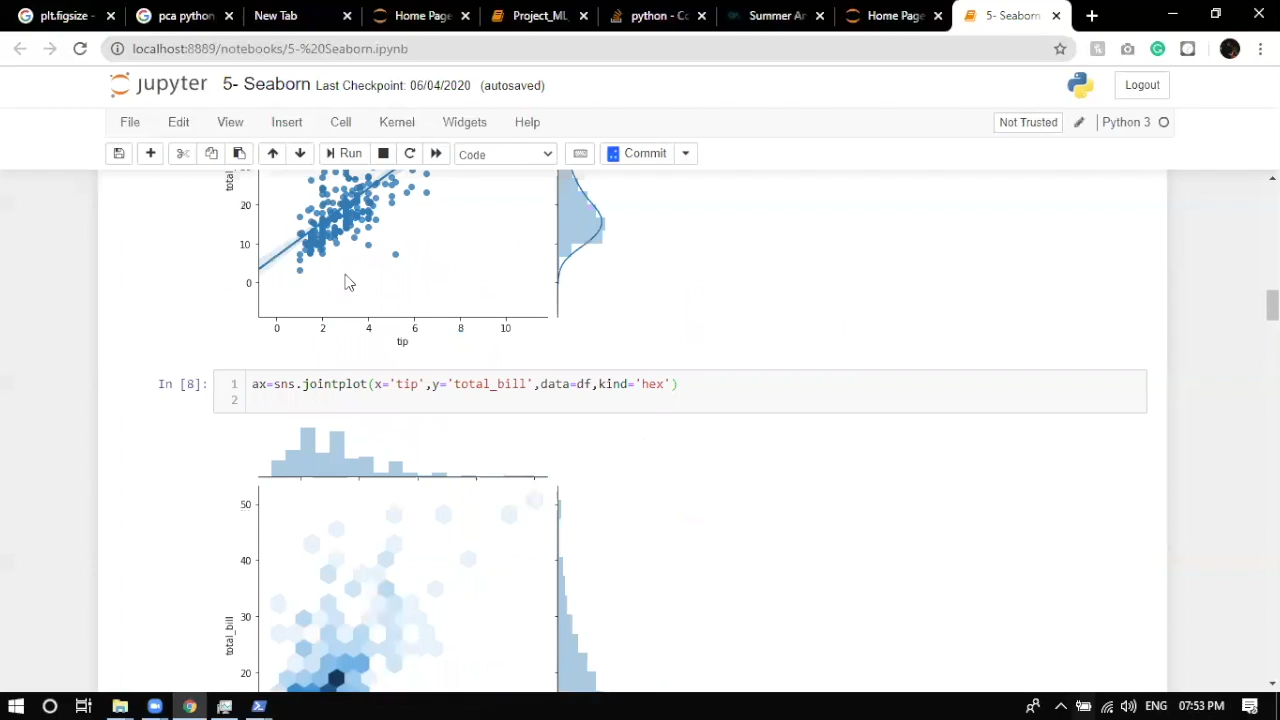 plt.figsize
pca python
New Tab
Home Page
Project_ML
python - Co
Summer Ar
Home Page
5- Seaborn
localhost:8889/notebooks/5-%20Seaborn.ipynb
jupyter 5- Seaborn Last Checkpoint: 06/04/2020 (autosaved)
Logout
File Edit View Insert Cell Kernel Widgets Help
Not Trusted Python 3
Run Code Commit
20
10
0
0 2 4 6 8 10
tip
In [8]: 1 ax=sns.jointplot(x='tip',y='total_bill',data=df,kind='hex')
2
50
40
30
total_bill
20
ENG 07:53 PM